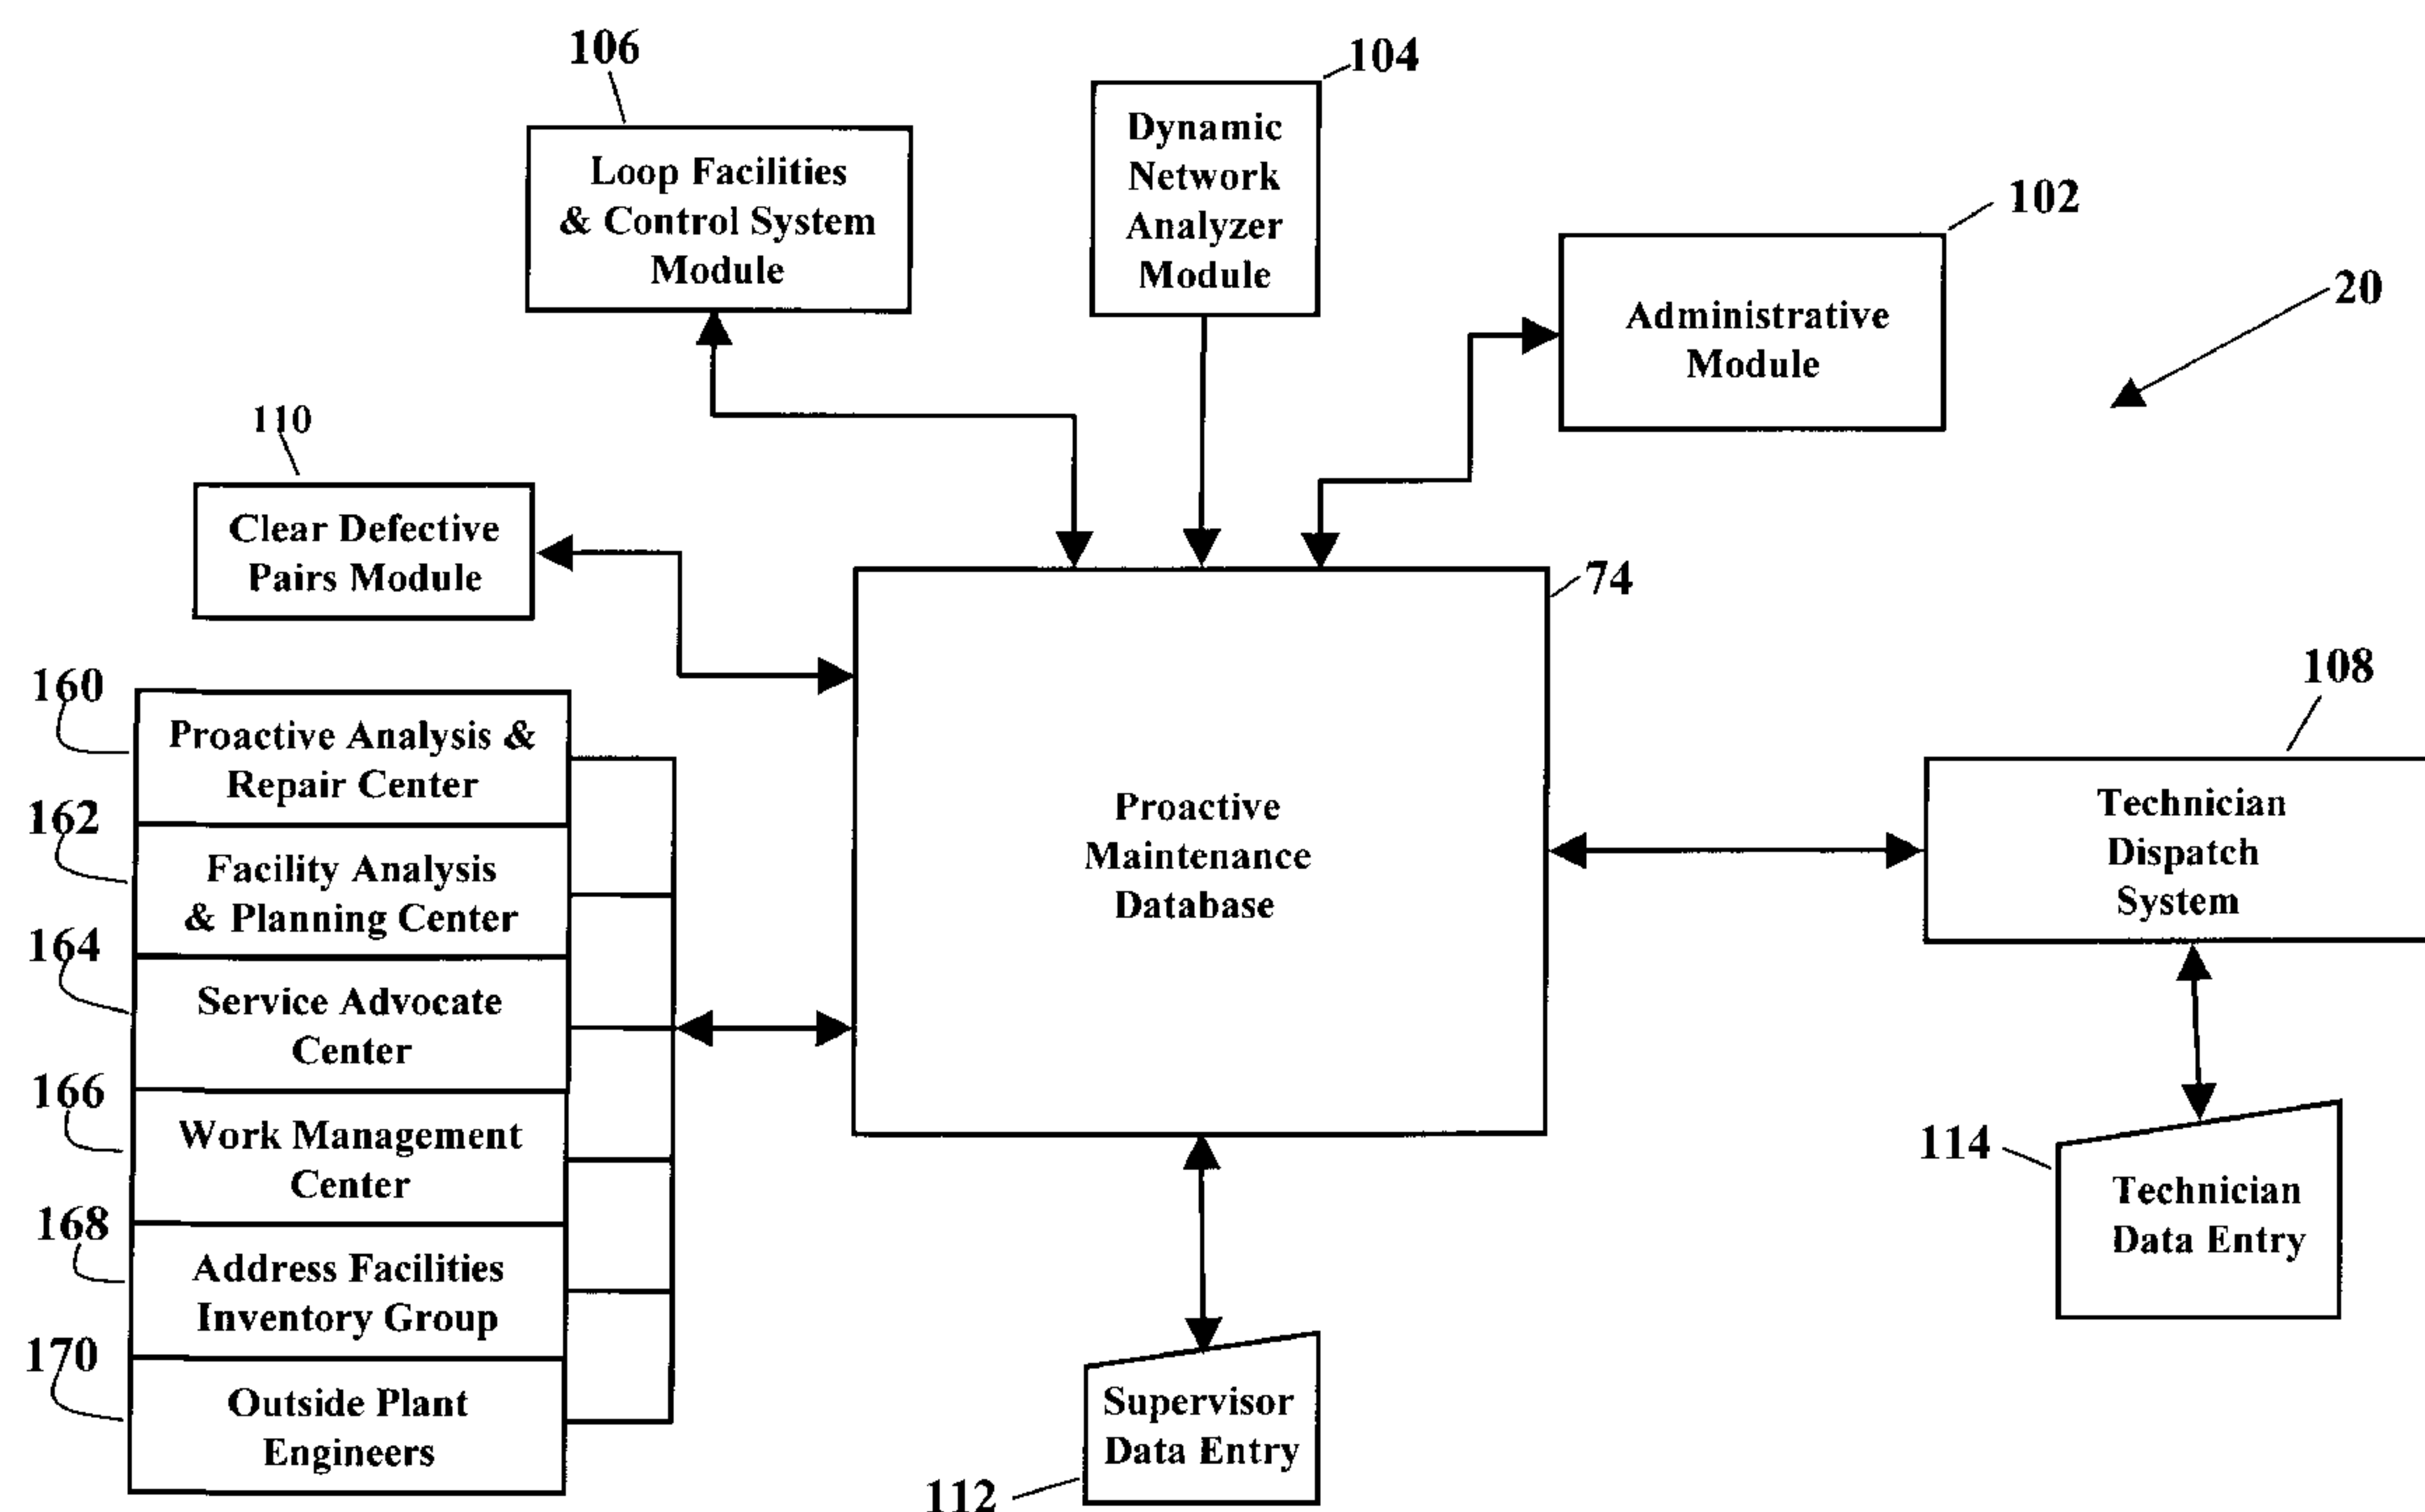 106
104
Loop Facilities
& Control System
Module
Dynamic
Network
Analyzer
Module
102
Administrative
Module
20
110
Clear Defective
Pairs Module
74
Proactive
Maintenance
Database
108
Technician
Dispatch
System
160
Proactive Analysis &
Repair Center
162
Facility Analysis
& Planning Center
164
Service Advocate
Center
166
Work Management
Center
168
Address Facilities
Inventory Group
170
Outside Plant
Engineers
114
Technician
Data Entry
Supervisor
Data Entry
112